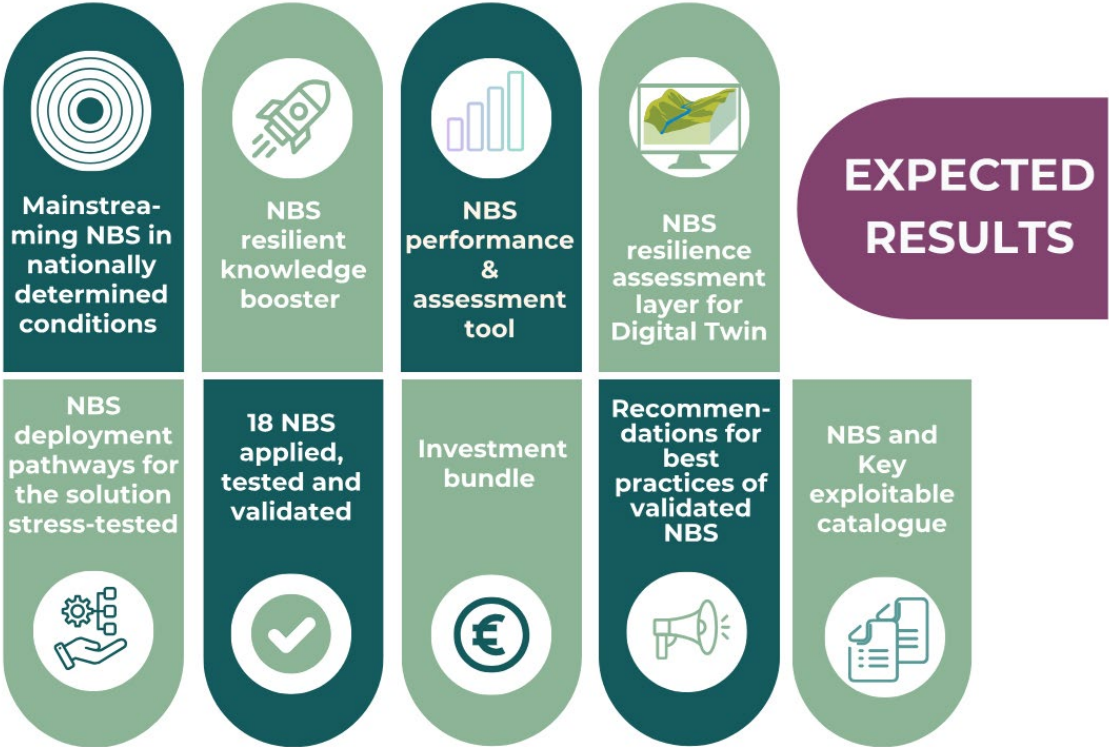 Mainstrea-
ming NBS in
nationally
determined
conditions
NBS
resilient
knowledge
booster
NBS
performance
&
assessment
tool
NBS
resilience
assessment
layer for
Digital Twin
EXPECTED
RESULTS
NBS
deployment
pathways for
the solution
stress-tested
18 NBS
applied,
tested and
validated
Investment
bundle
Recommen-
dations for
best
practices of
validated
NBS
NBS and
Key
exploitable
catalogue
€